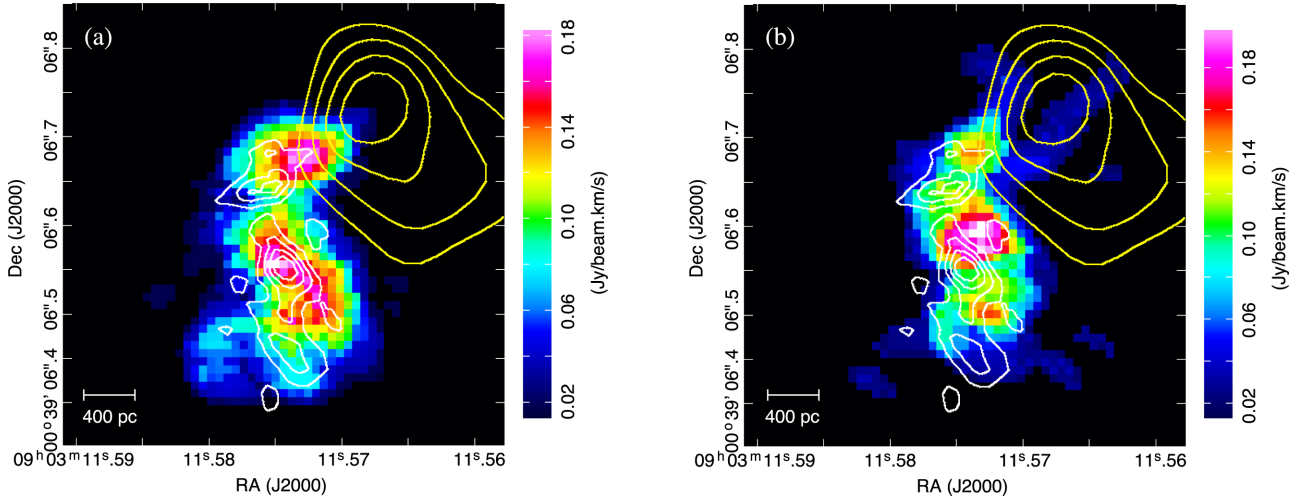 (a)
06".8
06".7
06".6
06".5
00°39' 06".4
Dec (J2000)
400 pc
09ʰ03ᵐ11ˢ.59
11ˢ.58
11ˢ.57
11ˢ.56
RA (J2000)
0.18
0.14
0.10
0.06
0.02
(Jy/beam.km/s)
(b)
06".8
06".7
06".6
06".5
00°39' 06".4
Dec (J2000)
400 pc
09ʰ03ᵐ11ˢ.59
11ˢ.58
11ˢ.57
11ˢ.56
RA (J2000)
0.18
0.14
0.10
0.06
0.02
(Jy/beam.km/s)